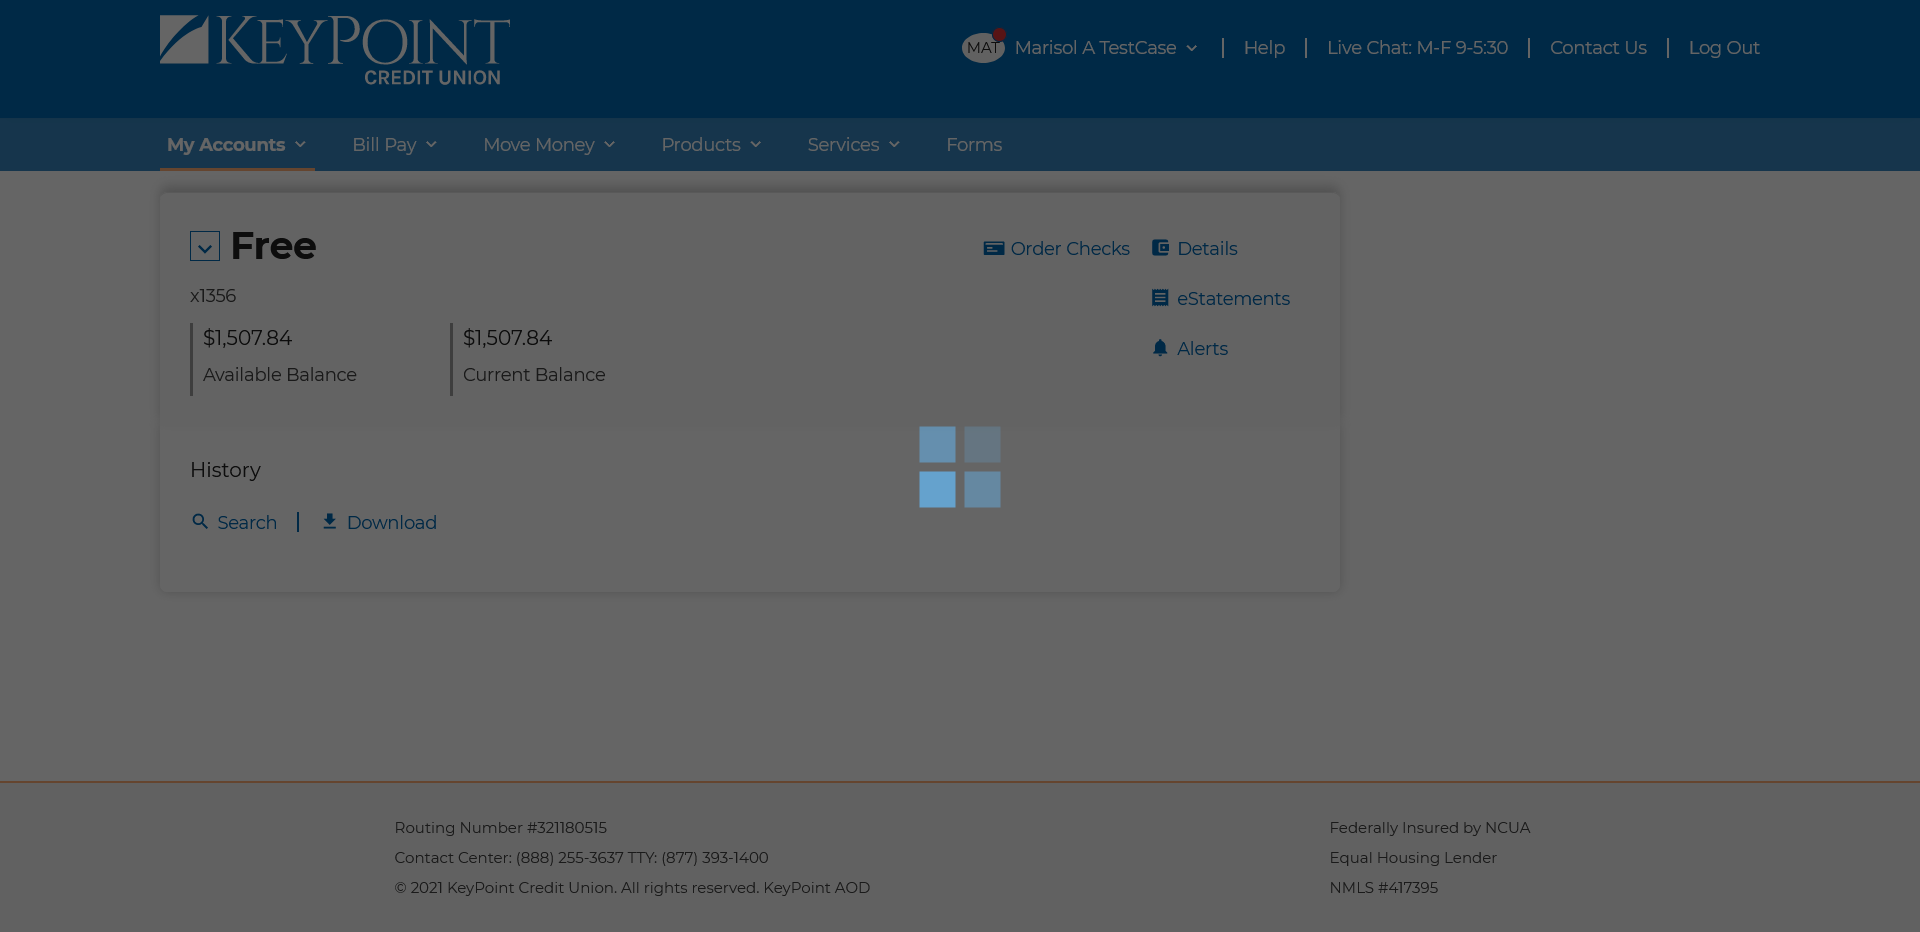 KEYPOINT
CREDIT UNION
MAT Marisol A TestCase Help Live Chat: M-F 9-5:30 Contact Us Log Out
My Accounts Bill Pay Move Money Products Services Forms
Free Order Checks Details
x1356 eStatements
$1,507.84 $1,507.84
Alerts
Available Balance Current Balance
History
Search Download
Routing Number #321180515 Federally Insured by NCUA
Contact Center: (888) 255-3637 TTY: (877) 393-1400 Equal Housing Lender
© 2021 KeyPoint Credit Union. All rights reserved. KeyPoint AOD NMLS #417395